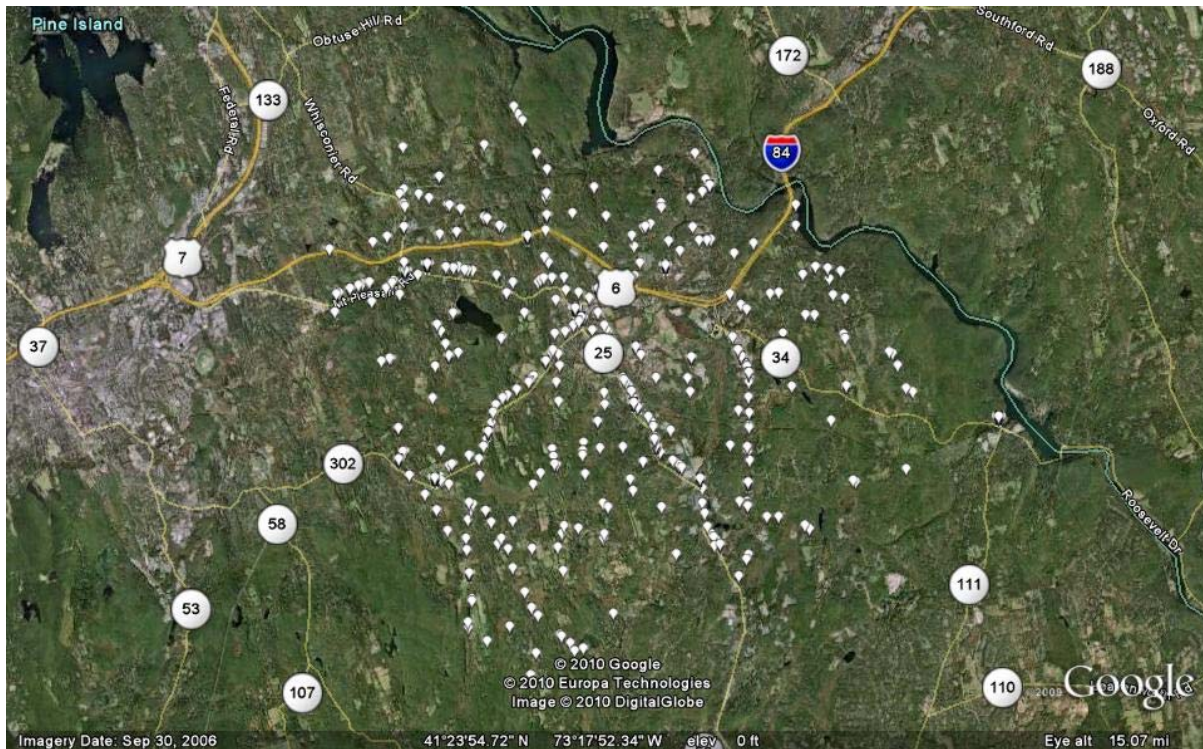 Pine Island
Obtuse Hill Rd
Southford Rd
172
188
133
Federal Rd
Whisconier Rd
Oxford Rd
84
7
6
Mt Pleasant Rd
37
25
34
302
58
Roosevelt Dr
53
111
© 2010 Google
© 2010 Europa Technologies
Image © 2010 DigitalGlobe
107
110
© 2009
Google
Imagery Date: Sep 30, 2006
41°23'54.72" N
73°17'52.34" W
elev
0 ft
Eye alt
15.07 mi